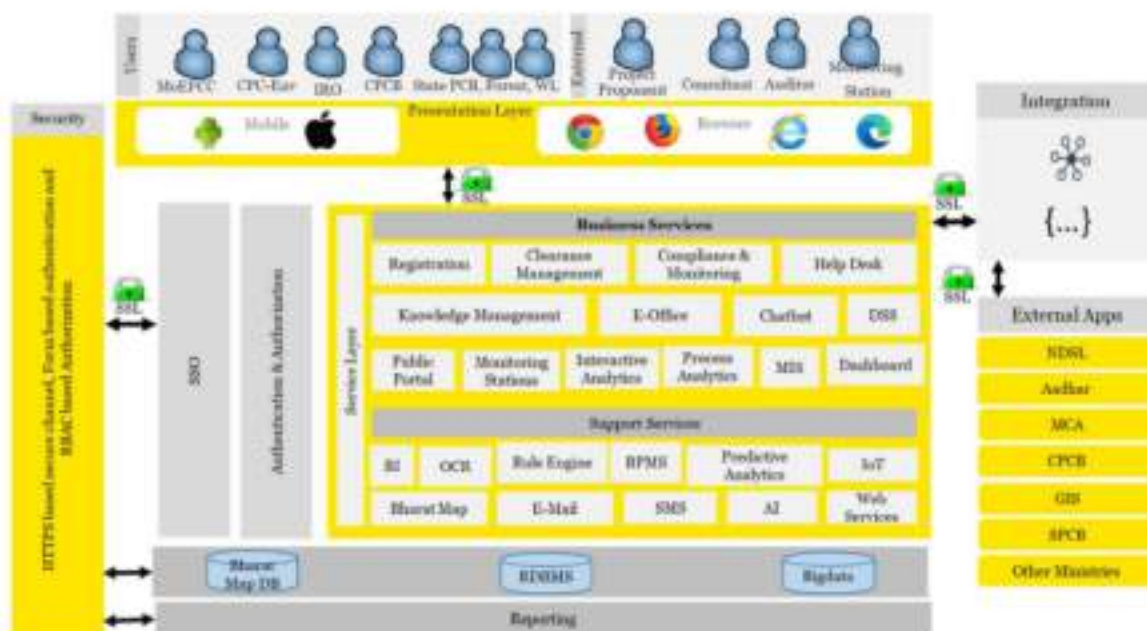 Users
MoEFCC
CPC-Env
IRO
CPCB
State PCB, Forest, WL
External
Project
Proponent
Consultant
Auditor
Monitoring
Station
Presentation Layer
Mobile
Browser
Security
HTTPS based secure channel, Form based authentication and
RBAC based Authorization
SSL
SSL
SSL
SSL
SSO
Authentication & Authorization
Service Layer
Business Services
Registration
Clearance
Management
Compliance &
Monitoring
Help Desk
Knowledge Management
E-Office
Chatbot
DSS
Public
Portal
Monitoring
Stations
Interactive
Analytics
Process
Analytics
MIS
Dashboard
Support Services
BI
OCR
Rule Engine
BPMS
Predictive
Analytics
IoT
Bharat Map
E-Mail
SMS
AI
Web
Services
Bharat
Map DB
RDBMS
Bigdata
Reporting
Integration
{...}
External Apps
NDSL
Aadhar
MCA
CPCB
GIS
SPCB
Other Ministries